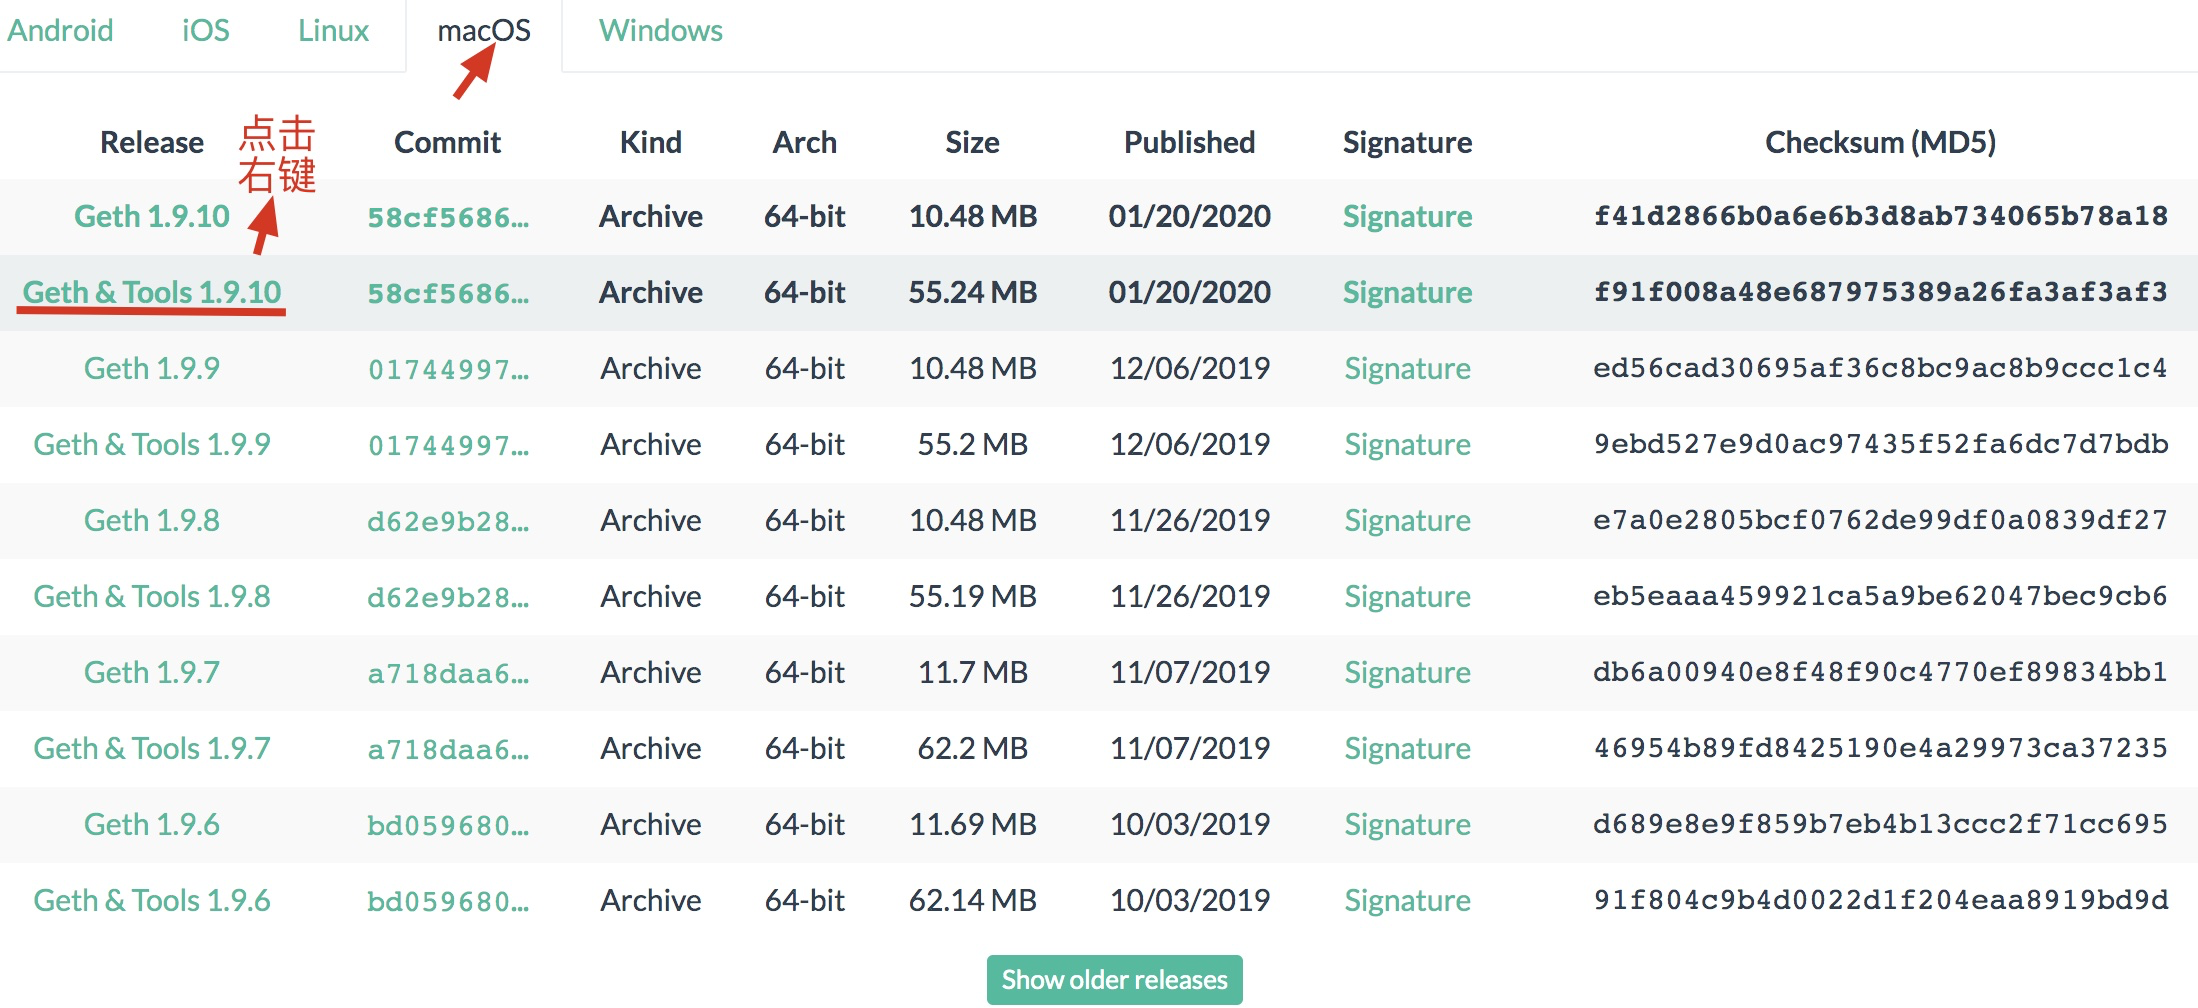 Android iOS Linux macOS Windows
点击
右键
Release Commit Kind Arch Size Published Signature Checksum (MD5)
Geth 1.9.10 58cf5686… Archive 64-bit 10.48 MB 01/20/2020 Signature f41d2866b0a6e6b3d8ab734065b78a18
Geth & Tools 1.9.10 58cf5686… Archive 64-bit 55.24 MB 01/20/2020 Signature f91f008a48e687975389a26fa3af3af3
Geth 1.9.9 01744997… Archive 64-bit 10.48 MB 12/06/2019 Signature ed56cad30695af36c8bc9ac8b9ccc1c4
Geth & Tools 1.9.9 01744997… Archive 64-bit 55.2 MB 12/06/2019 Signature 9ebd527e9d0ac97435f52fa6dc7d7bdb
Geth 1.9.8 d62e9b28… Archive 64-bit 10.48 MB 11/26/2019 Signature e7a0e2805bcf0762de99df0a0839df27
Geth & Tools 1.9.8 d62e9b28… Archive 64-bit 55.19 MB 11/26/2019 Signature eb5eaaa459921ca5a9be62047bec9cb6
Geth 1.9.7 a718daa6… Archive 64-bit 11.7 MB 11/07/2019 Signature db6a00940e8f48f90c4770ef89834bb1
Geth & Tools 1.9.7 a718daa6… Archive 64-bit 62.2 MB 11/07/2019 Signature 46954b89fd8425190e4a29973ca37235
Geth 1.9.6 bd059680… Archive 64-bit 11.69 MB 10/03/2019 Signature d689e8e9f859b7eb4b13ccc2f71cc695
Geth & Tools 1.9.6 bd059680… Archive 64-bit 62.14 MB 10/03/2019 Signature 91f804c9b4d0022d1f204eaa8919bd9d
Show older releases